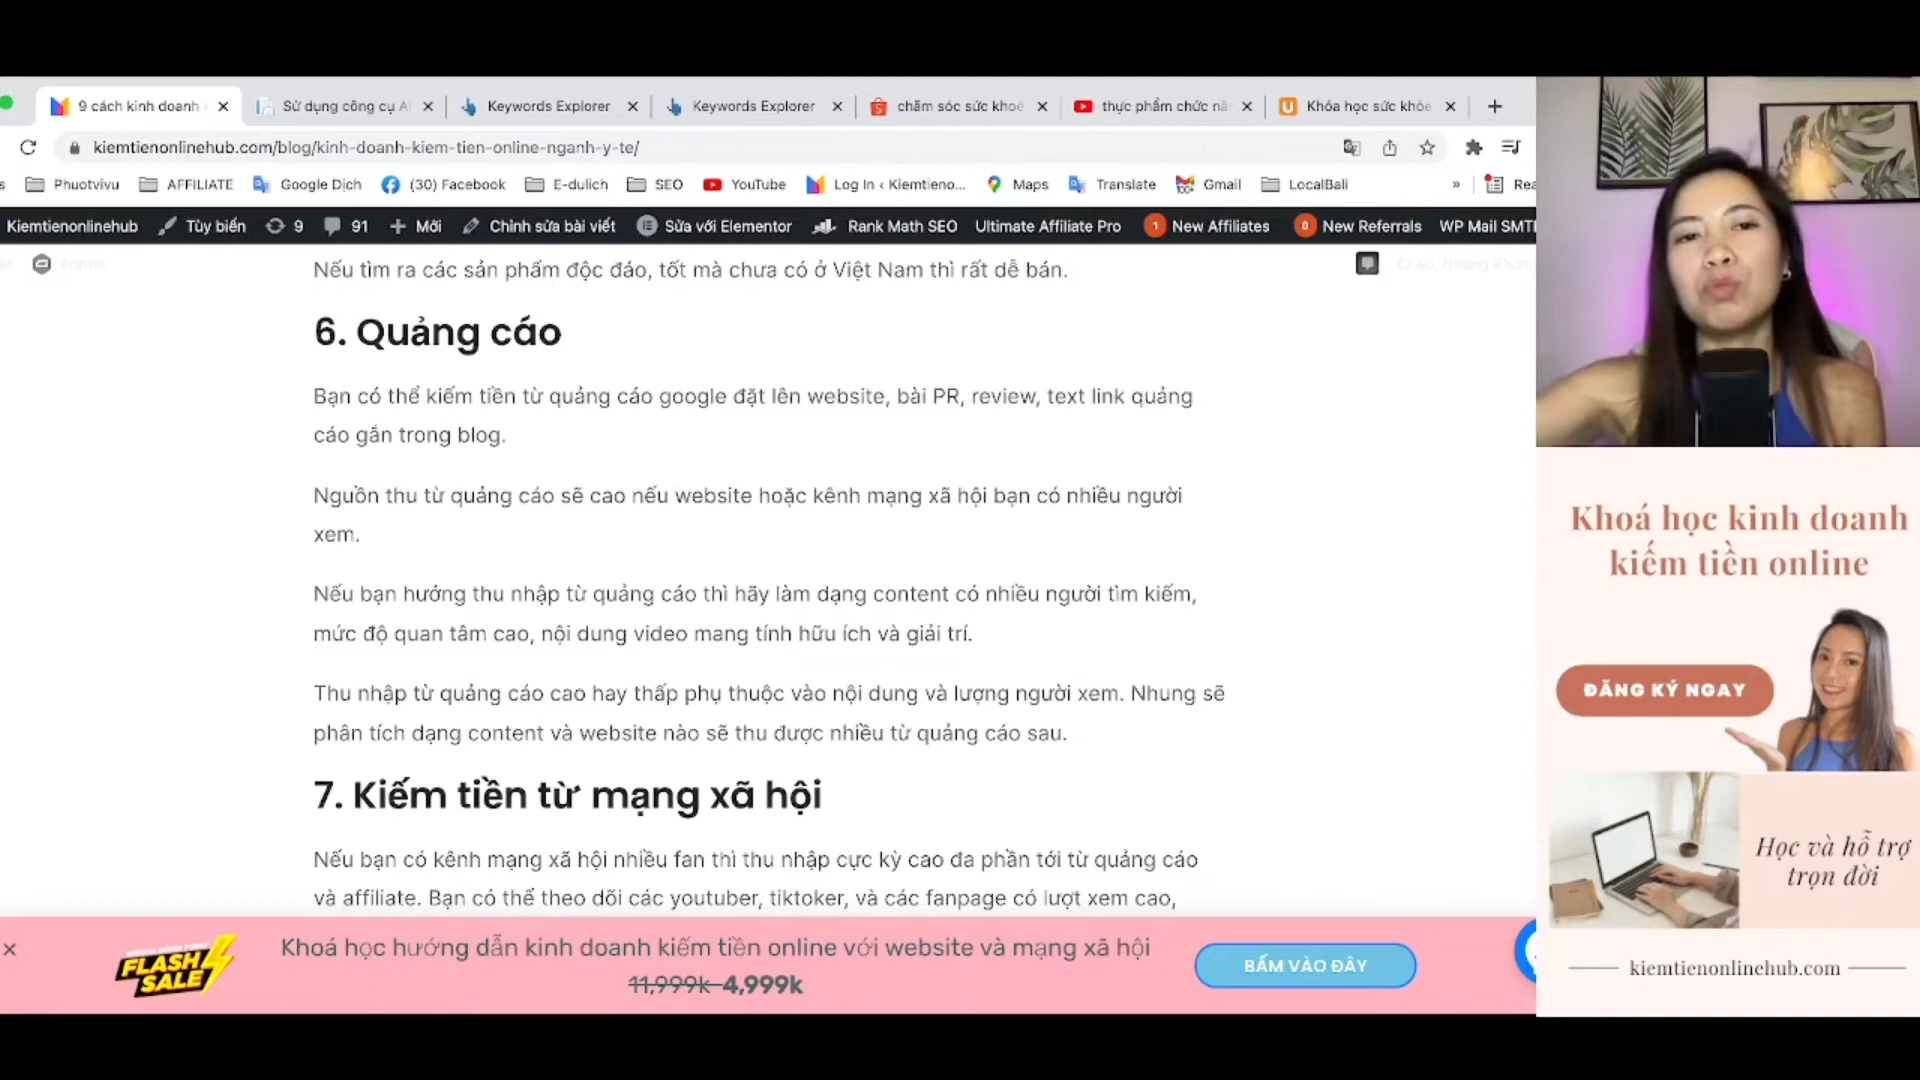 9 cách kinh doanh
Sử dụng công cụ AI
Keywords Explorer
Keywords Explorer
chăm sóc sức khoẻ
thực phẩm chức nă
Khóa học sức khỏe
kiemtienonlinehub.com/blog/kinh-doanh-kiem-tien-online-nganh-y-te/
s Phuotvivu AFFILIATE Google Dịch (30) Facebook E-dulich SEO YouTube Log In ‹ Kiemtieno... Maps Translate Gmail LocalBali » Rea
Kiemtienonlinehub Tùy biến 9 91 Mới Chỉnh sửa bài viết Sửa với Elementor Rank Math SEO Ultimate Affiliate Pro 1 New Affiliates 0 New Referrals WP Mail SMT
Forms
Nếu tìm ra các sản phẩm độc đáo, tốt mà chưa có ở Việt Nam thì rất dễ bán.
6. Quảng cáo
Bạn có thể kiếm tiền từ quảng cáo google đặt lên website, bài PR, review, text link quảng
cáo gắn trong blog.
Nguồn thu từ quảng cáo sẽ cao nếu website hoặc kênh mạng xã hội bạn có nhiều người
xem.
Nếu bạn hướng thu nhập từ quảng cáo thì hãy làm dạng content có nhiều người tìm kiếm,
mức độ quan tâm cao, nội dung video mang tính hữu ích và giải trí.
Thu nhập từ quảng cáo cao hay thấp phụ thuộc vào nội dung và lượng người xem. Nhung sẽ
phân tích dạng content và website nào sẽ thu được nhiều từ quảng cáo sau.
7. Kiếm tiền từ mạng xã hội
Nếu bạn có kênh mạng xã hội nhiều fan thì thu nhập cực kỳ cao đa phần tới từ quảng cáo
và affiliate. Bạn có thể theo dõi các youtuber, tiktoker, và các fanpage có lượt xem cao,
FLASH
SALE
Khoá học hướng dẫn kinh doanh kiếm tiền online với website và mạng xã hội
11,999k 4,999k
BẤM VÀO ĐÂY
Khoá học kinh doanh
kiếm tiền online
ĐĂNG KÝ NGAY
Học và hỗ trợ
trọn đời
kiemtienonlinehub.com